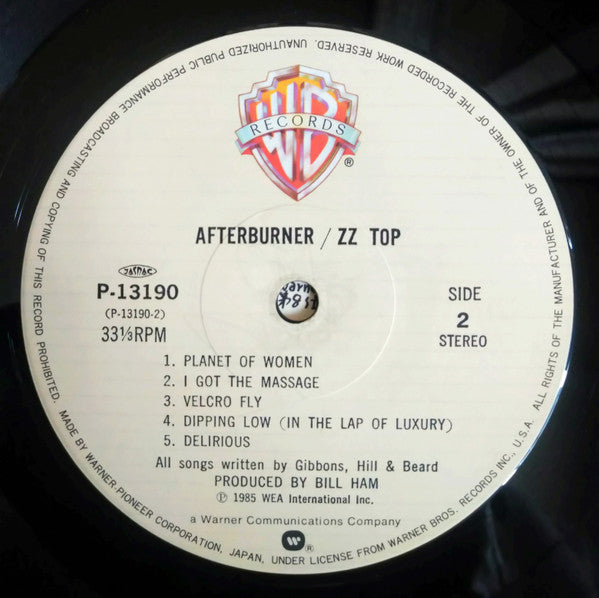 WB
RECORDS
®
AFTERBURNER / ZZ TOP
JASRAC
P-13190
(P-13190-2)
33⅓RPM
SIDE
2
STEREO
1. PLANET OF WOMEN
2. I GOT THE MASSAGE
3. VELCRO FLY
4. DIPPING LOW (IN THE LAP OF LUXURY)
5. DELIRIOUS
All songs written by Gibbons, Hill & Beard
PRODUCED BY BILL HAM
Ⓟ 1985 WEA International Inc.
a Warner Communications Company
®
ALL RIGHTS OF THE MANUFACTURER AND OF THE OWNER OF THE RECORDED WORK RESERVED. UNAUTHORIZED PUBLIC PERFORMANCE BROADCASTING AND COPYING OF THIS RECORD PROHIBITED. MADE BY WARNER-PIONEER CORPORATION, JAPAN, UNDER LICENSE FROM WARNER BROS. RECORDS INC., U.S.A.